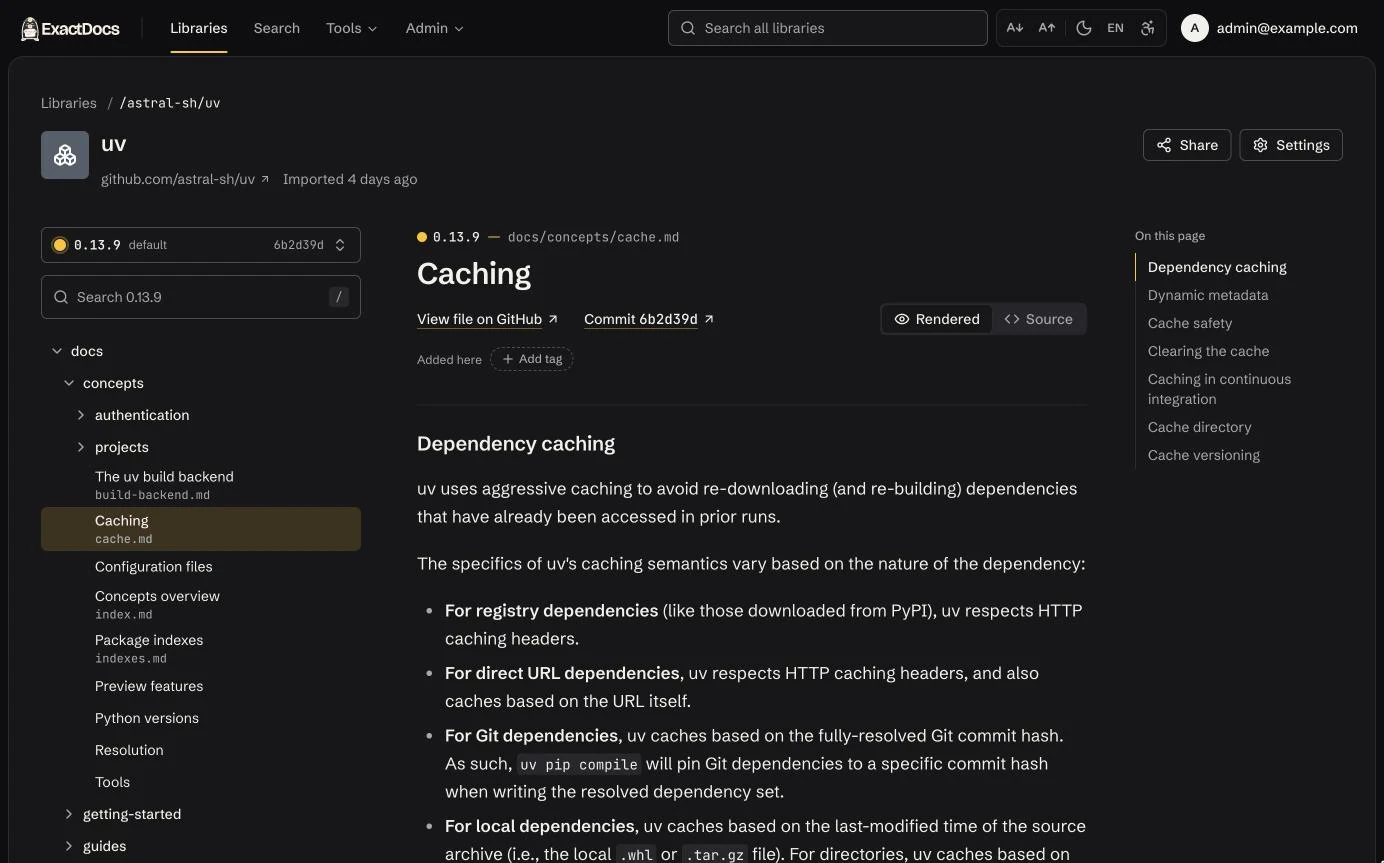 ExactDocs
Libraries
Search
Tools
Admin
Search all libraries
A↓
A↑
EN
A
admin@example.com
Libraries / /astral-sh/uv
uv
github.com/astral-sh/uv ↗ Imported 4 days ago
Share
Settings
0.13.9 default 6b2d39d
Search 0.13.9 /
docs
concepts
authentication
projects
The uv build backend
build-backend.md
Caching
cache.md
Configuration files
Concepts overview
index.md
Package indexes
indexes.md
Preview features
Python versions
Resolution
Tools
getting-started
guides
0.13.9 — docs/concepts/cache.md
Caching
View file on GitHub ↗ Commit 6b2d39d ↗
Rendered
<> Source
Added here + Add tag
Dependency caching
uv uses aggressive caching to avoid re-downloading (and re-building) dependencies
that have already been accessed in prior runs.
The specifics of uv's caching semantics vary based on the nature of the dependency:
• For registry dependencies (like those downloaded from PyPI), uv respects HTTP
caching headers.
• For direct URL dependencies, uv respects HTTP caching headers, and also
caches based on the URL itself.
• For Git dependencies, uv caches based on the fully-resolved Git commit hash.
As such, uv pip compile will pin Git dependencies to a specific commit hash
when writing the resolved dependency set.
• For local dependencies, uv caches based on the last-modified time of the source
archive (i.e., the local .whl or .tar.gz file). For directories, uv caches based on
On this page
Dependency caching
Dynamic metadata
Cache safety
Clearing the cache
Caching in continuous
integration
Cache directory
Cache versioning